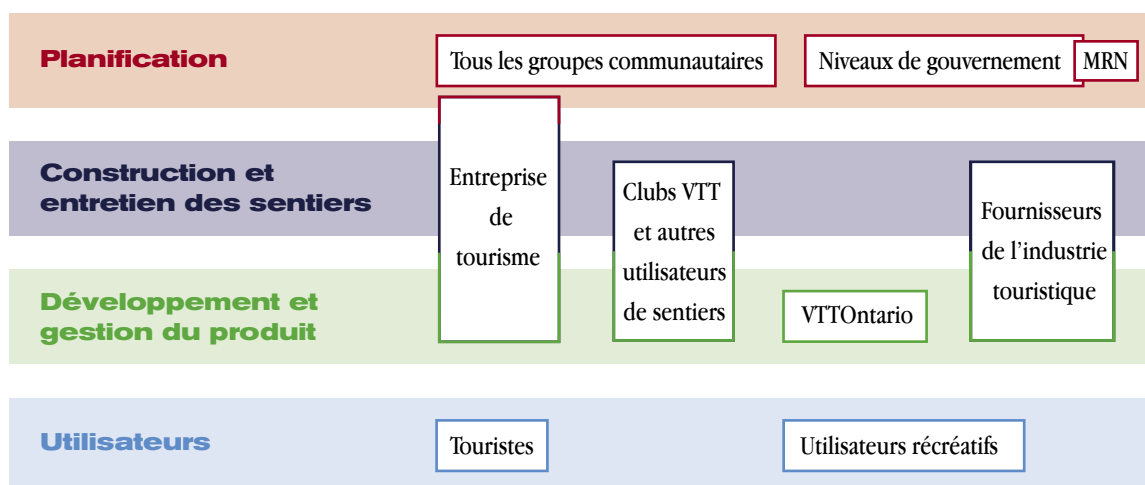 Planification
Tous les groupes communautaires
Niveaux de gouvernement
MRN
Construction et
entretien des sentiers
Entreprise
de
tourisme
Clubs VTT
et autres
utilisateurs
de sentiers
Fournisseurs
de l’industrie
touristique
Développement et
gestion du produit
VTTOntario
Utilisateurs
Touristes
Utilisateurs récréatifs